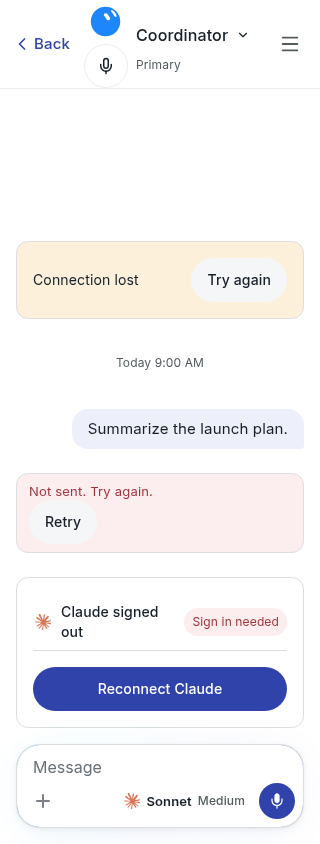 Back
Coordinator
Primary
Connection lost
Try again
Today 9:00 AM
Summarize the launch plan.
Not sent. Try again.
Retry
Claude signed
out
Sign in needed
Reconnect Claude
Message
Sonnet Medium